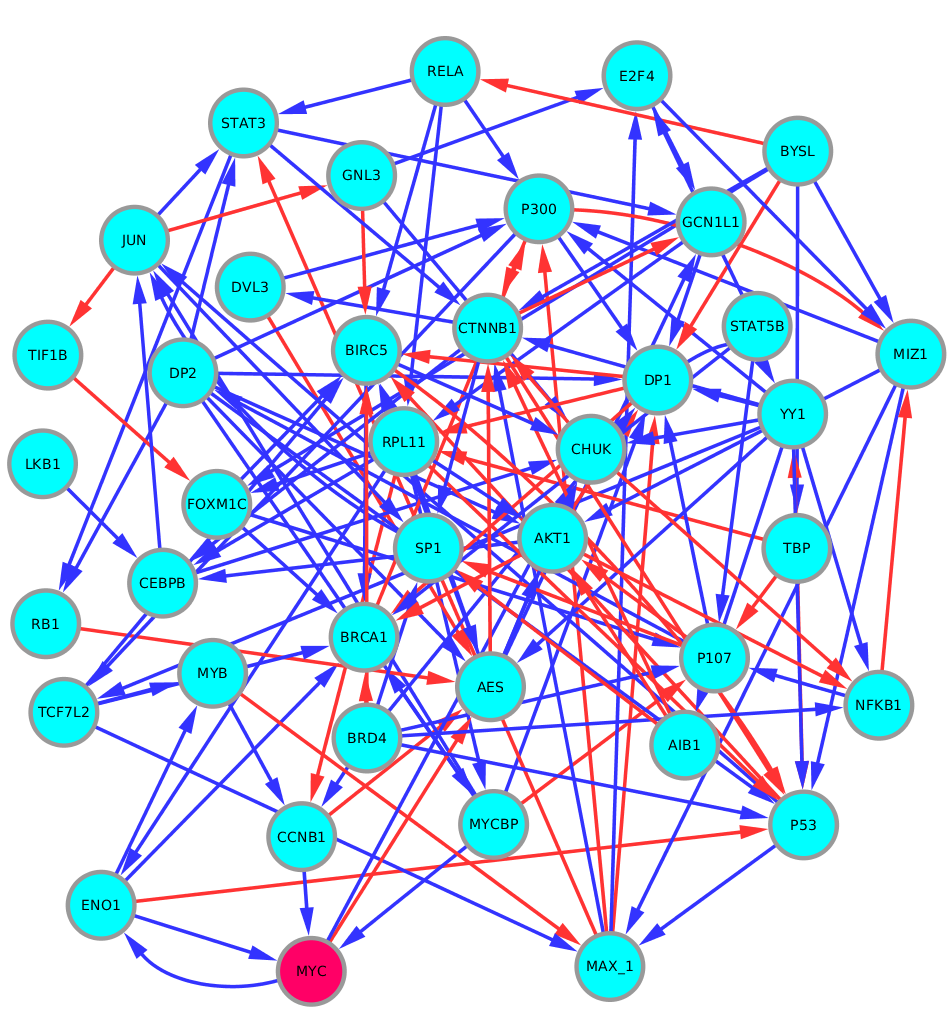 RELA
E2F4
STAT3
BYSL
GNL3
P300
GCN1L1
JUN
DVL3
CTNNB1
STAT5B
TIF1B
BIRC5
MIZ1
DP2
DP1
YY1
RPL11
CHUK
LKB1
FOXM1C
AKT1
SP1
TBP
CEBPB
RB1
BRCA1
P107
MYB
AES
TCF7L2
NFKB1
BRD4
AIB1
MYCBP
P53
CCNB1
ENO1
MAX_1
MYC